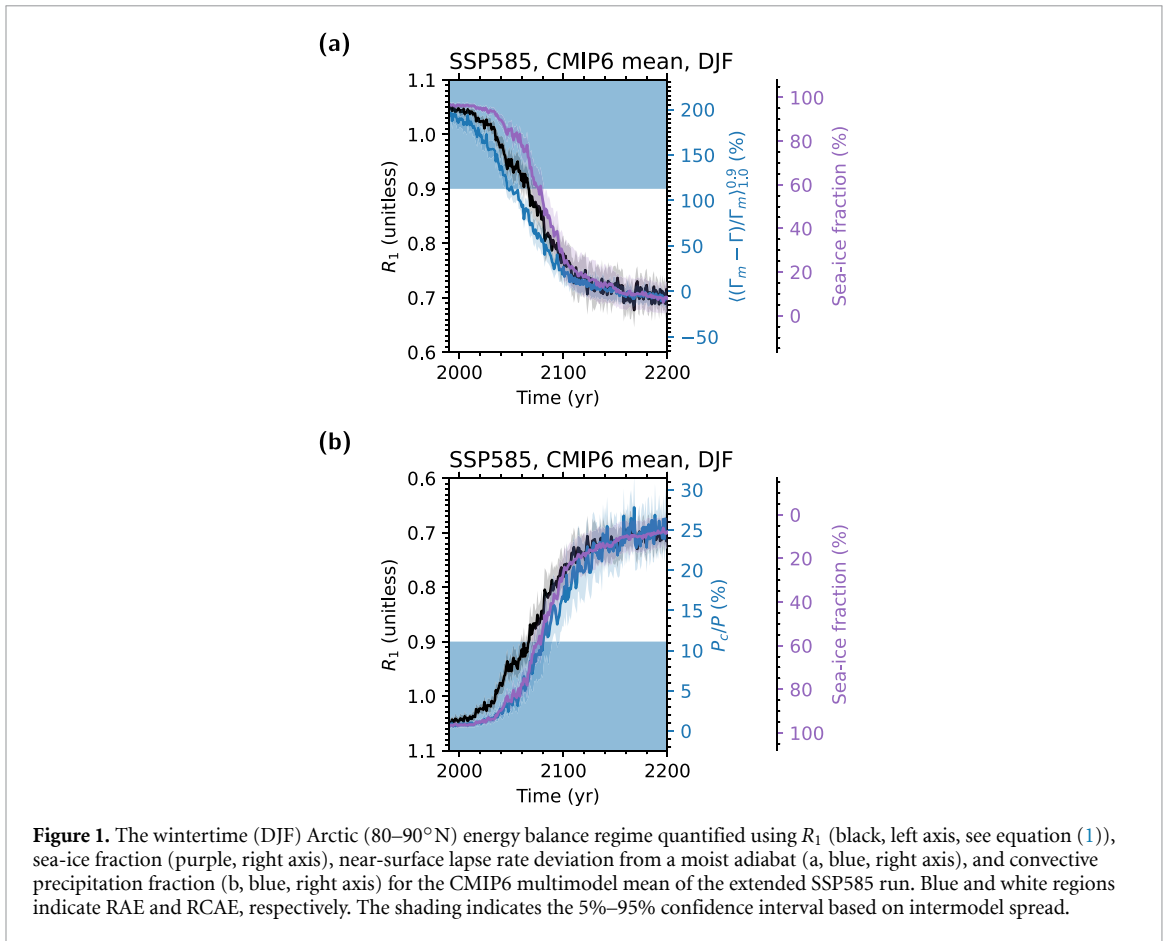 (a)
SSP585, CMIP6 mean, DJF
1.1
1.0
0.9
0.8
0.7
0.6
R₁ (unitless)
200
150
100
50
0
−50
⟨(Γₘ − Γ)/Γₘ⟩₁.₀⁰·⁹ (%)
100
80
60
40
20
0
Sea-ice fraction (%)
2000 2100 2200
Time (yr)
(b)
SSP585, CMIP6 mean, DJF
0.6
0.7
0.8
0.9
1.0
1.1
R₁ (unitless)
30
25
20
15
10
5
0
P_c/P (%)
0
20
40
60
80
100
Sea-ice fraction (%)
2000 2100 2200
Time (yr)
Figure 1. The wintertime (DJF) Arctic (80–90°N) energy balance regime quantified using R₁ (black, left axis, see equation (1)),
sea-ice fraction (purple, right axis), near-surface lapse rate deviation from a moist adiabat (a, blue, right axis), and convective
precipitation fraction (b, blue, right axis) for the CMIP6 multimodel mean of the extended SSP585 run. Blue and white regions
indicate RAE and RCAE, respectively. The shading indicates the 5%–95% confidence interval based on intermodel spread.